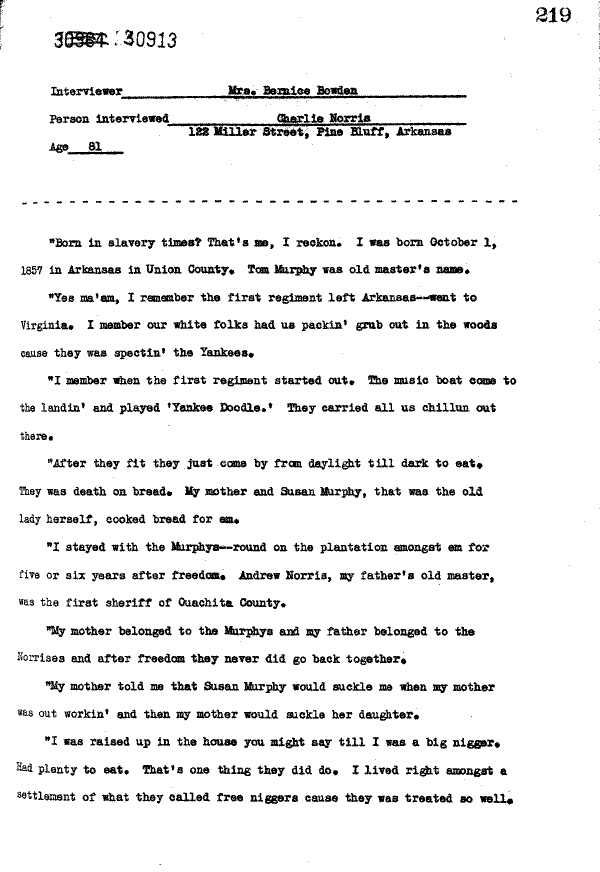 219
30964 30913
Interviewer Mrs. Bernice Bowden
Person interviewed Charlie Norris
122 Miller Street, Pine Bluff, Arkansas
Age 81
"Born in slavery times? That's me, I reckon. I was born October 1,
1857 in Arkansas in Union County. Tom Murphy was old master's name.
"Yes ma'am, I remember the first regiment left Arkansas—went to
Virginia. I member our white folks had us packin' grub out in the woods
cause they was spectin' the Yankees.
"I member when the first regiment started out. The music boat come to
the landin' and played 'Yankee Doodle.' They carried all us chillun out
there.
"After they fit they just come by from daylight till dark to eat.
They was death on bread. My mother and Susan Murphy, that was the old
lady herself, cooked bread for em.
"I stayed with the Murphys—round on the plantation amongst em for
five or six years after freedom. Andrew Norris, my father's old master,
was the first sheriff of Ouachita County.
"My mother belonged to the Murphys and my father belonged to the
Norrises and after freedom they never did go back together.
"My mother told me that Susan Murphy would suckle me when my mother
was out workin' and then my mother would suckle her daughter.
"I was raised up in the house you might say till I was a big nigger.
Had plenty to eat. That's one thing they did do. I lived right amongst a
settlement of what they called free niggers cause they was treated so well.